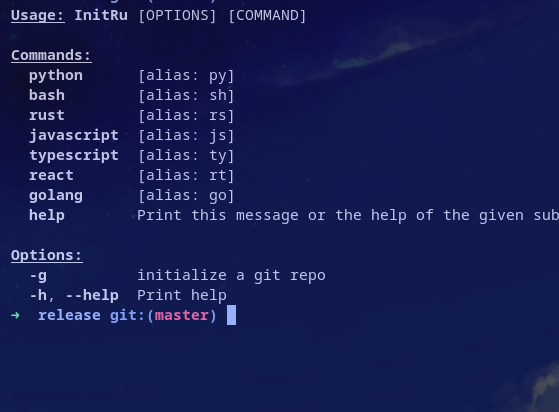 Usage: InitRu [OPTIONS] [COMMAND]
Commands:
python [alias: py]
bash [alias: sh]
rust [alias: rs]
javascript [alias: js]
typescript [alias: ty]
react [alias: rt]
golang [alias: go]
help Print this message or the help of the given sub
Options:
-g initialize a git repo
-h, --help Print help
→ release git:(master)